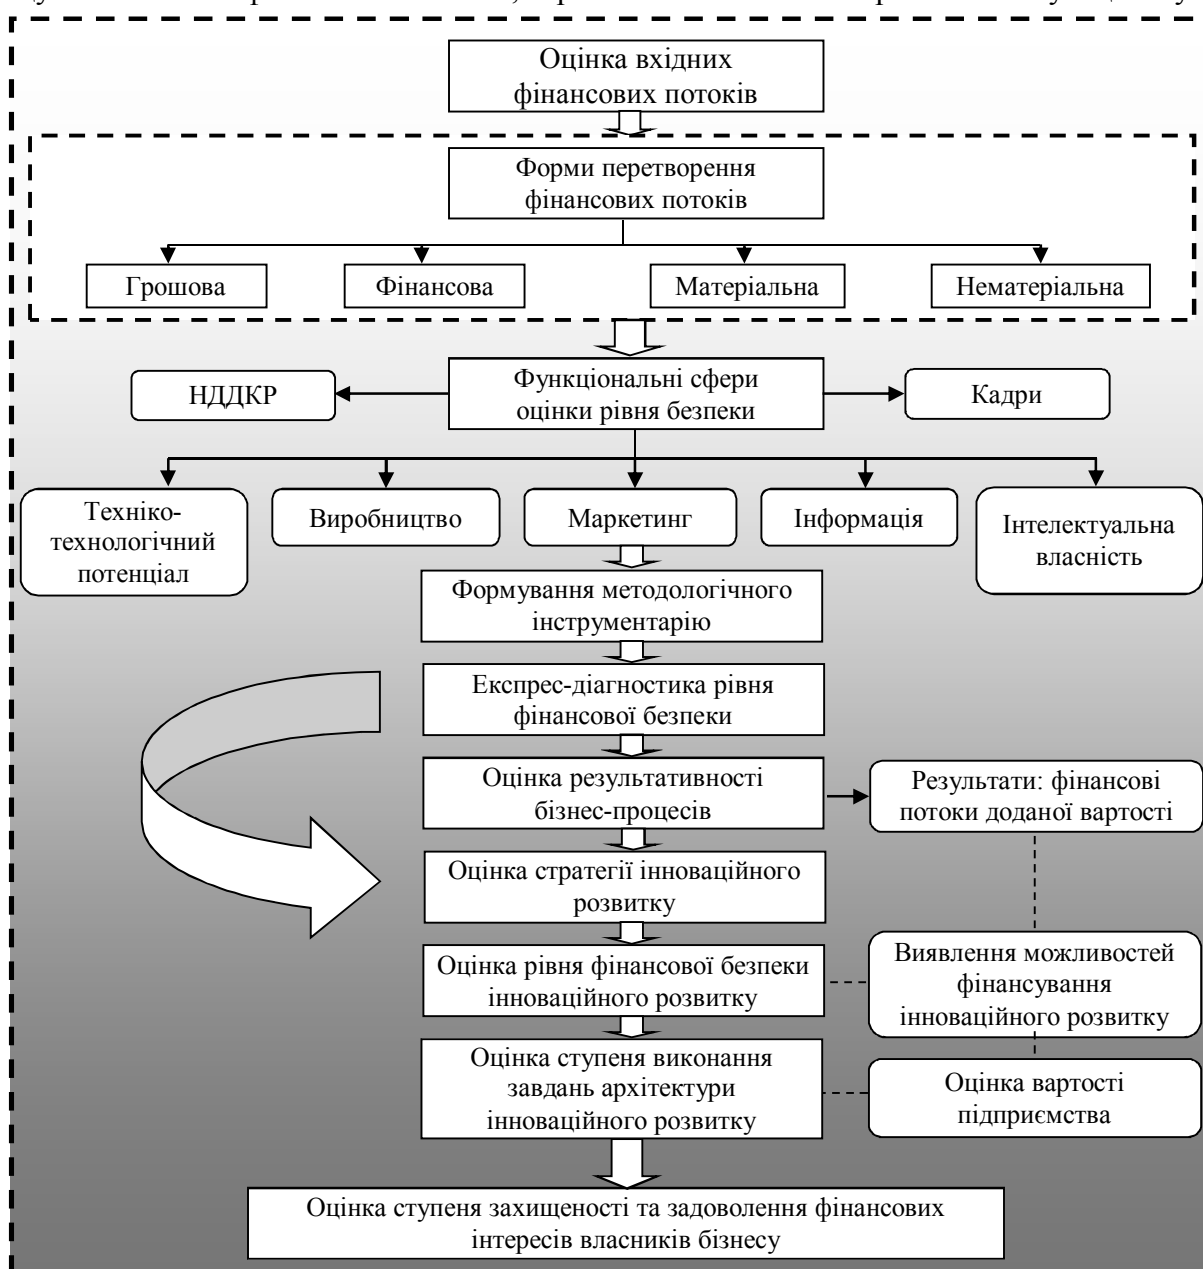 Оцінка вхідних
фінансових потоків
Форми перетворення
фінансових потоків
Грошова
Фінансова
Матеріальна
Нематеріальна
НДДКР
Функціональні сфери
оцінки рівня безпеки
Кадри
Техніко-
технологічний
потенціал
Виробництво
Маркетинг
Інформація
Інтелектуальна
власність
Формування методологічного
інструментарію
Експрес-діагностика рівня
фінансової безпеки
Оцінка результативності
бізнес-процесів
Результати: фінансові
потоки доданої вартості
Оцінка стратегії інноваційного
розвитку
Оцінка рівня фінансової безпеки
інноваційного розвитку
Виявлення можливостей
фінансування
інноваційного розвитку
Оцінка ступеня виконання
завдань архітектури
інноваційного розвитку
Оцінка вартості
підприємства
Оцінка ступеня захищеності та задоволення фінансових
інтересів власників бізнесу